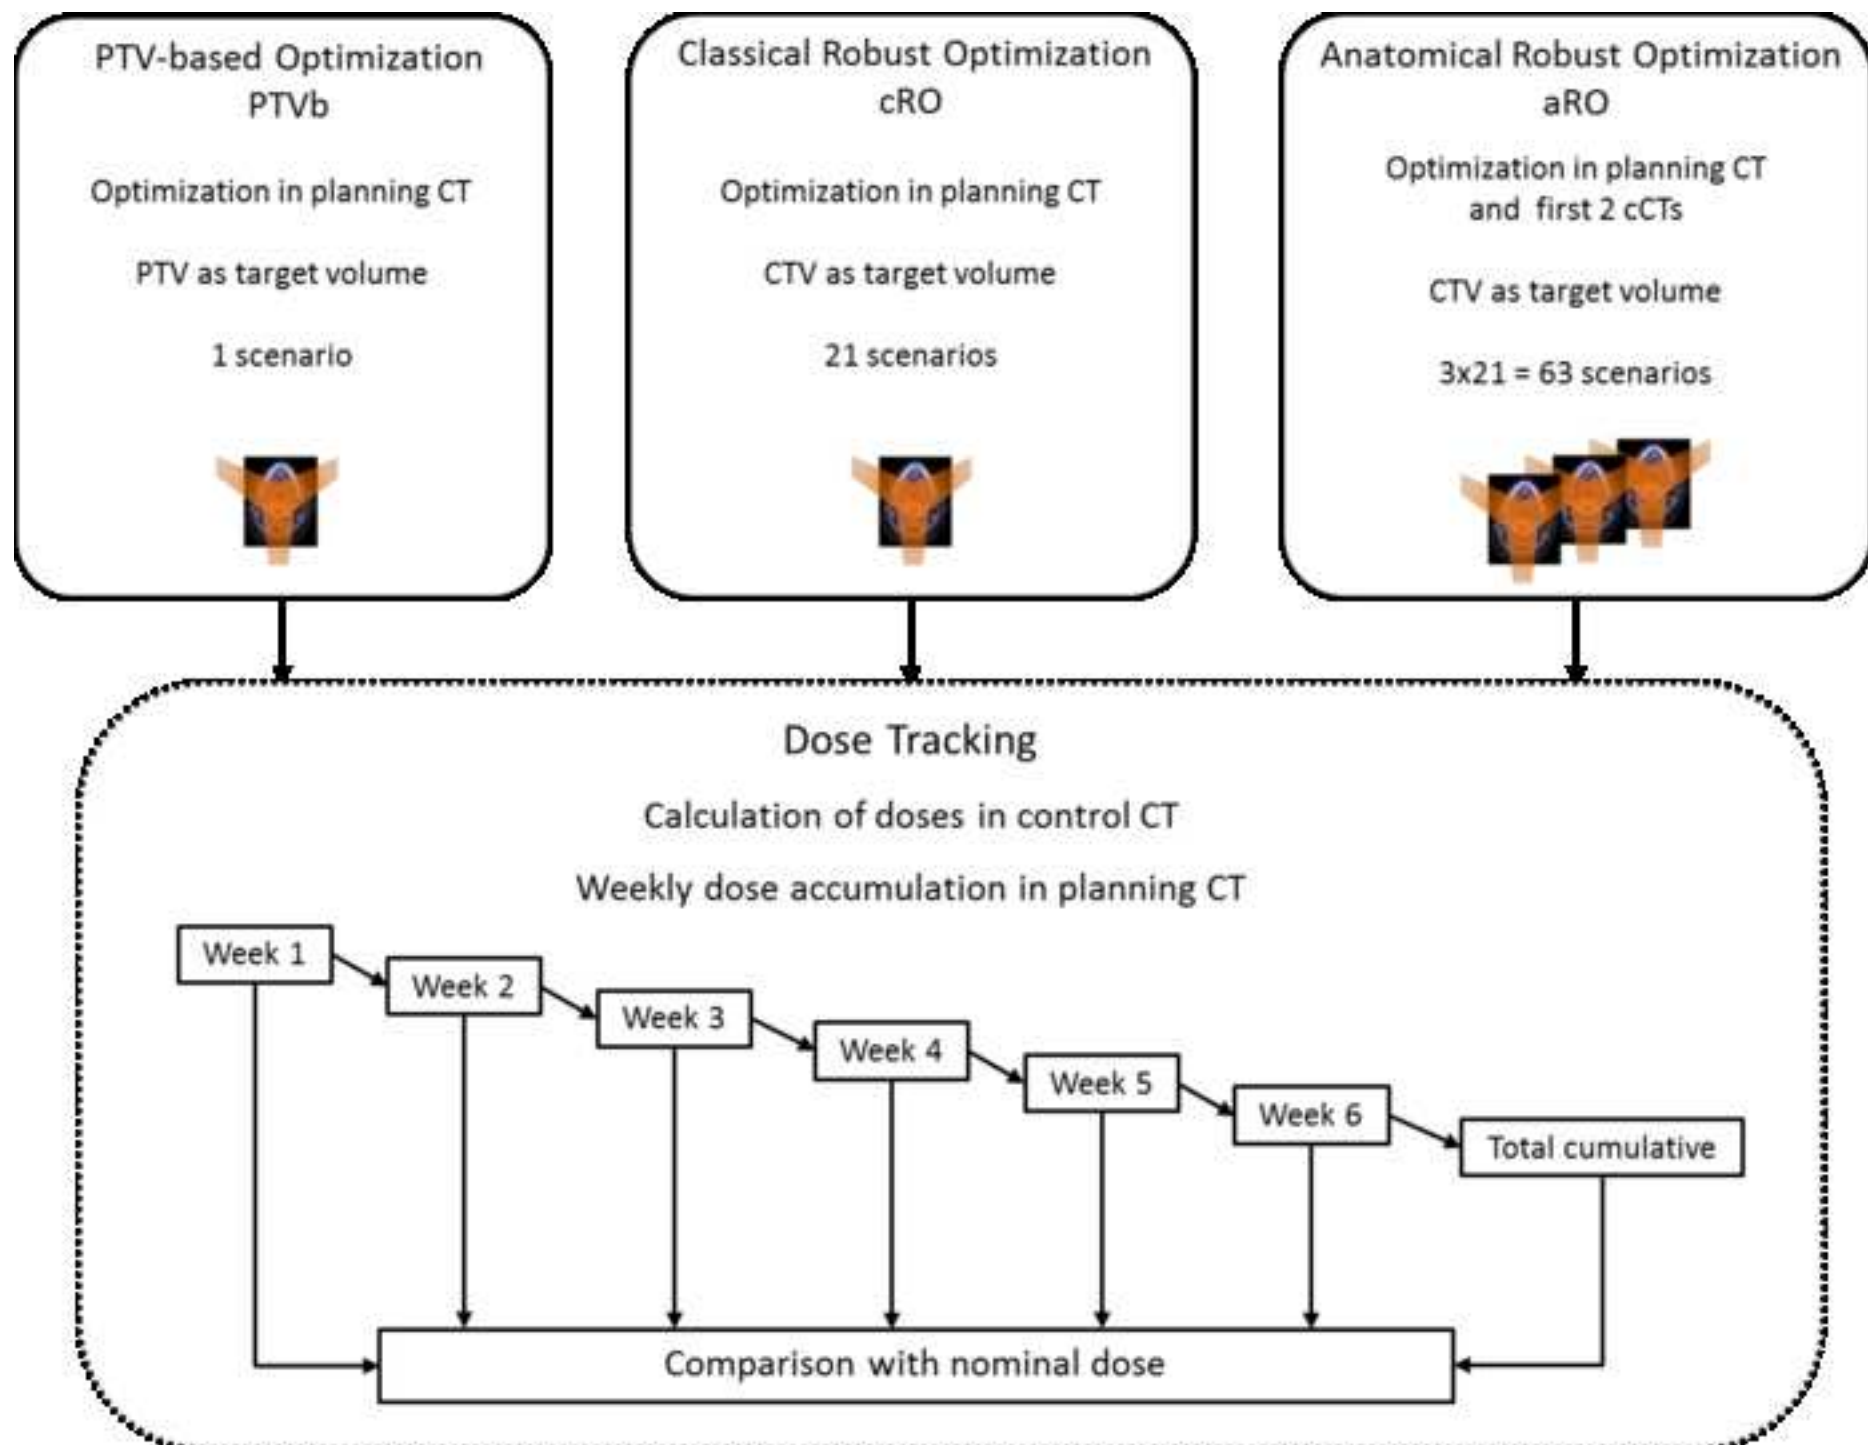 PTV-based Optimization
PTVb
Optimization in planning CT
PTV as target volume
1 scenario
Classical Robust Optimization
cRO
Optimization in planning CT
CTV as target volume
21 scenarios
Anatomical Robust Optimization
aRO
Optimization in planning CT
and first 2 cCTs
CTV as target volume
3x21 = 63 scenarios
Dose Tracking
Calculation of doses in control CT
Weekly dose accumulation in planning CT
Week 1
Week 2
Week 3
Week 4
Week 5
Week 6
Total cumulative
Comparison with nominal dose